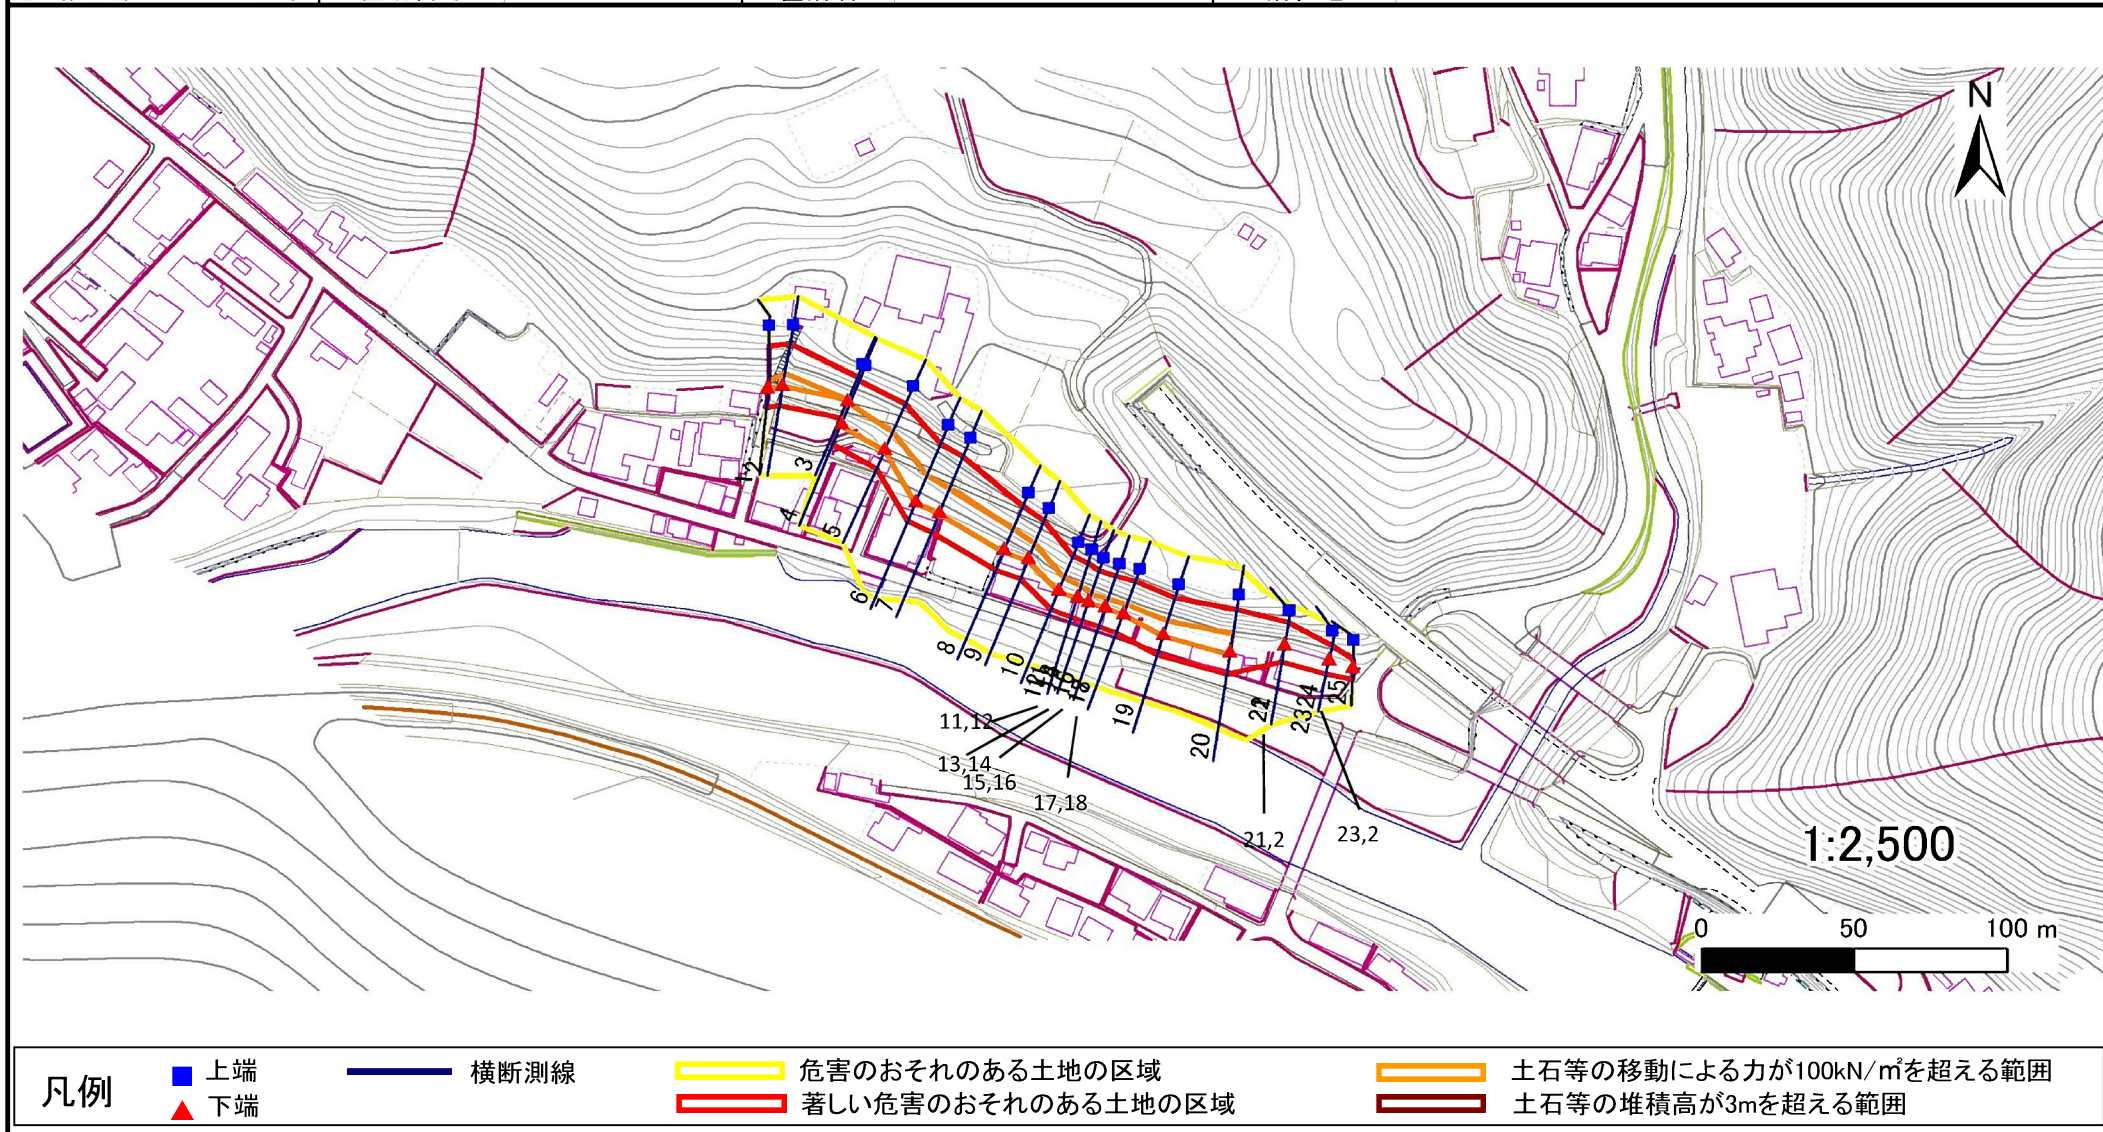 N
1
2
3
4
5
6
7
8
9
10
19
20
25
11,12
13,14
15,16
17,18
21,2
23,2
1:2,500
0 50 100 m
凡例
上端
下端
横断測線
危害のおそれのある土地の区域
著しい危害のおそれのある土地の区域
土石等の移動による力が100kN/㎡を超える範囲
土石等の堆積高が3mを超える範囲